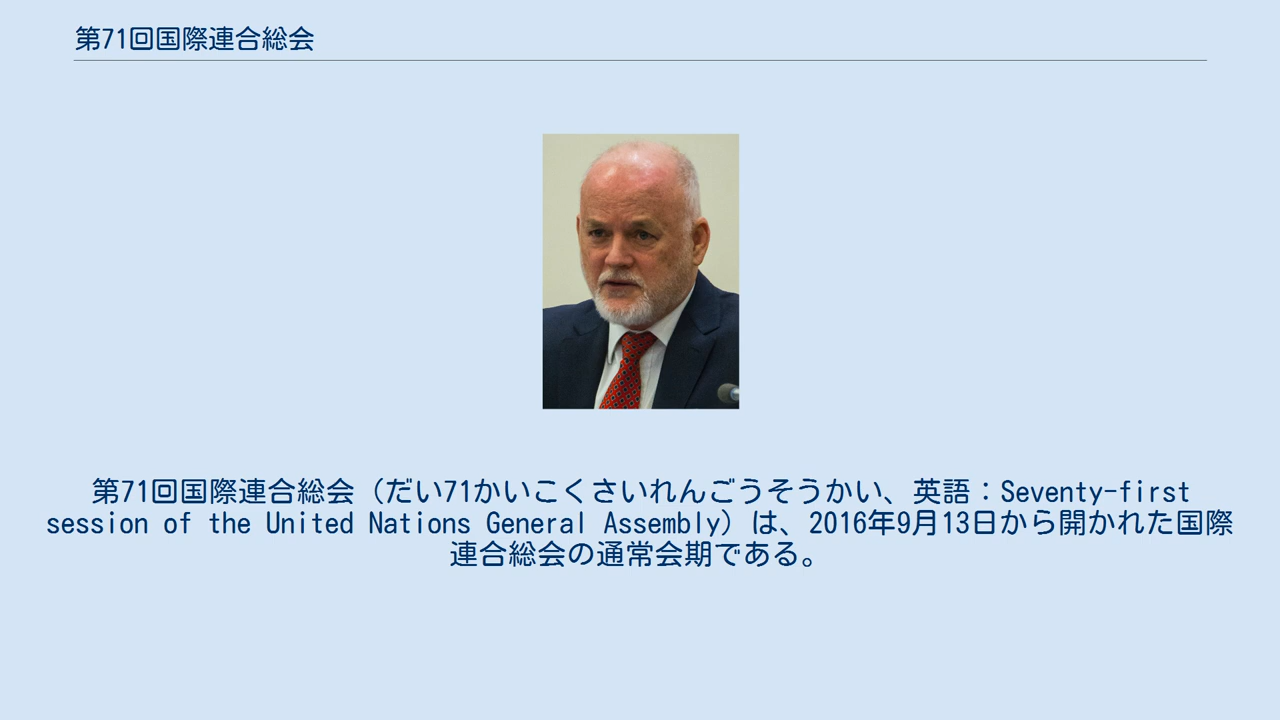 第71回国際連合総会
第71回国際連合総会（だい71かいこくさいれんごうそうかい、英語：Seventy-first
session of the United Nations General Assembly）は、2016年9月13日から開かれた国際
連合総会の通常会期である。